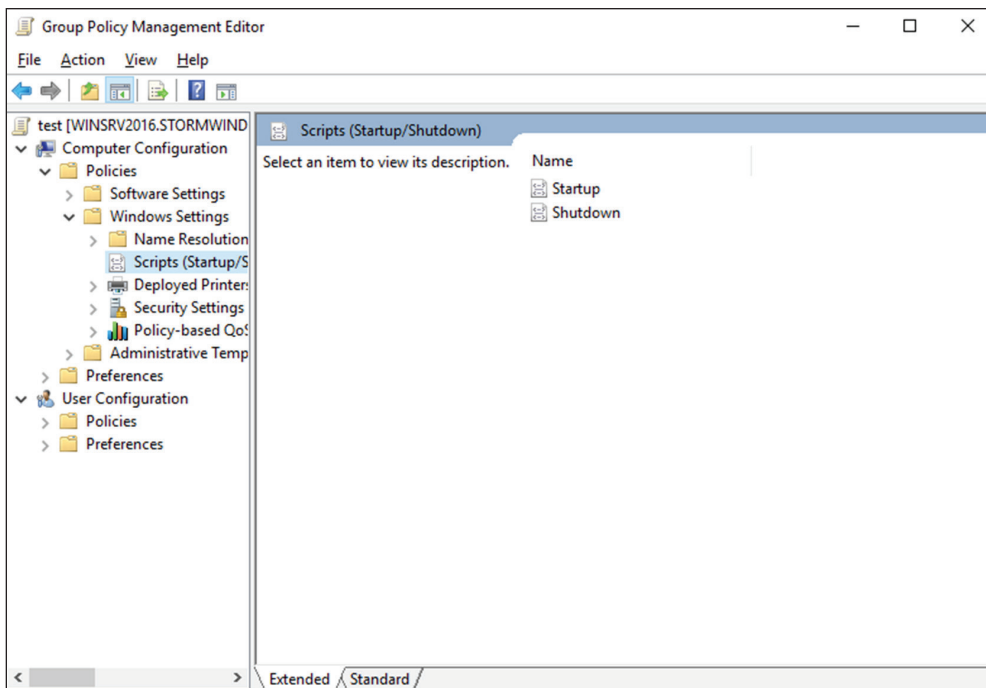 Group Policy Management Editor
File Action View Help
test [WINSRV2016.STORMWIND
Computer Configuration
Policies
Software Settings
Windows Settings
Name Resolution
Scripts (Startup/S
Deployed Printer
Security Settings
Policy-based QoS
Administrative Temp
Preferences
User Configuration
Policies
Preferences
Scripts (Startup/Shutdown)
Select an item to view its description.
Name
Startup
Shutdown
Extended Standard